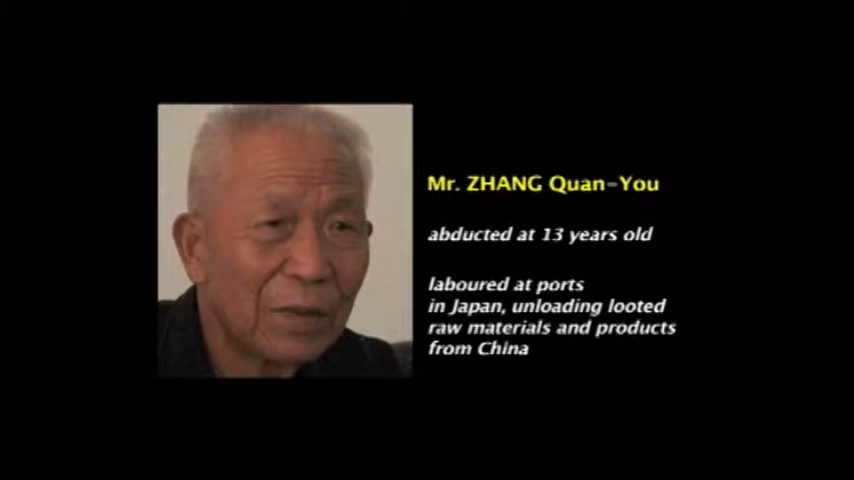 Mr. ZHANG Quan-You
abducted at 13 years old
laboured at ports
in Japan, unloading looted
raw materials and products
from China